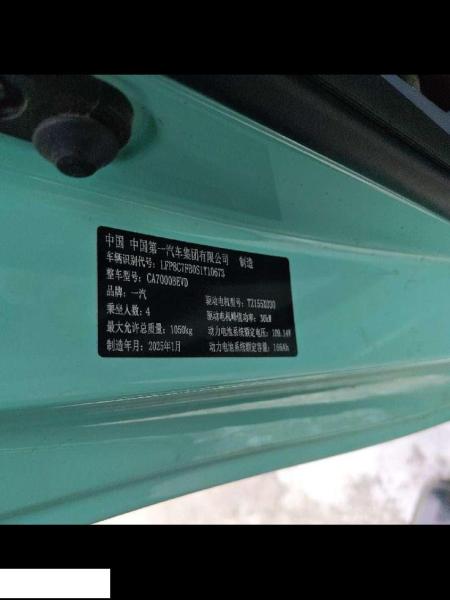 中国 中国第一汽车集团有限公司 制造
车辆识别代号: LFP8C7FB0S1T10673
整车型号: CA7000BEVD
品牌: 一汽 驱动电机型号: TZ155X030
乘坐人数: 4 驱动电机峰值功率: 30kW
最大允许总质量: 1050kg 动力电池系统额定电压: 109.14V
制造年月: 2025年1月 动力电池系统额定容量: 166Ah